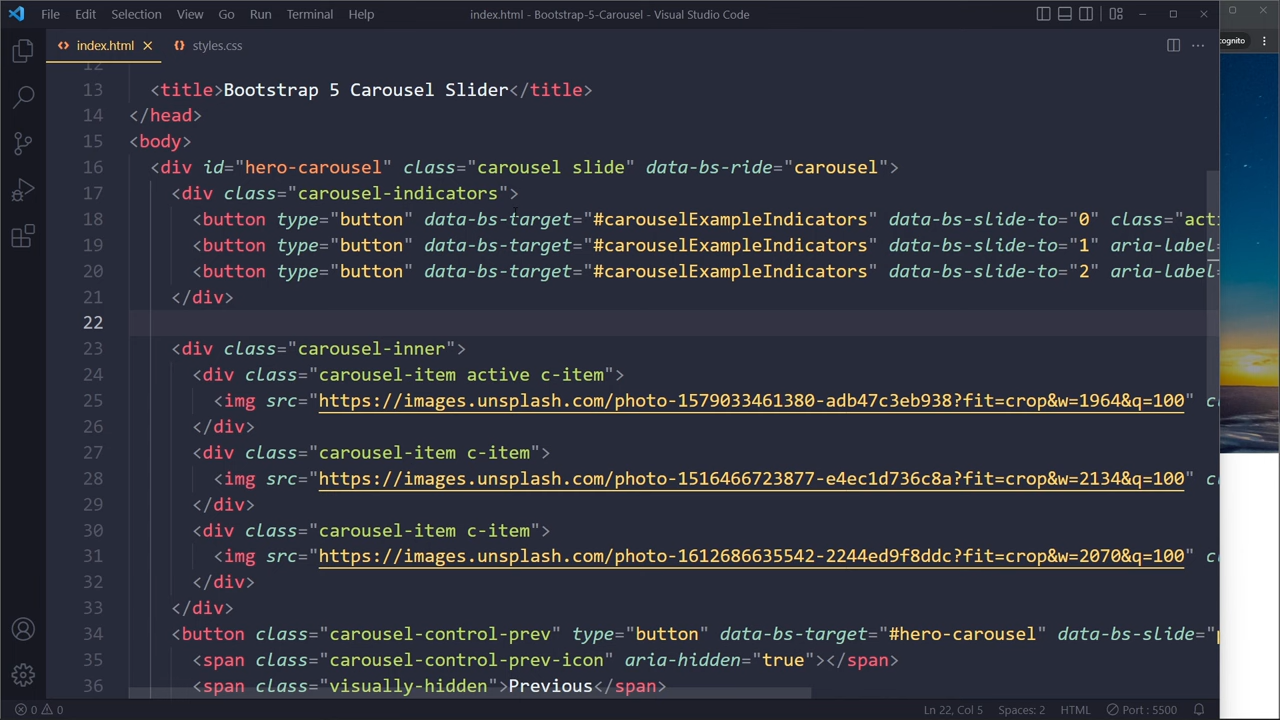 File Edit Selection View Go Run Terminal Help index.html - Bootstrap-5-Carousel - Visual Studio Code
cognito
index.html styles.css
12
13 <title>Bootstrap 5 Carousel Slider</title>
14 </head>
15 <body>
16 <div id="hero-carousel" class="carousel slide" data-bs-ride="carousel">
17 <div class="carousel-indicators">
18 <button type="button" data-bs-target="#carouselExampleIndicators" data-bs-slide-to="0" class="acti
19 <button type="button" data-bs-target="#carouselExampleIndicators" data-bs-slide-to="1" aria-label=
20 <button type="button" data-bs-target="#carouselExampleIndicators" data-bs-slide-to="2" aria-label=
21 </div>
22
23 <div class="carousel-inner">
24 <div class="carousel-item active c-item">
25 <img src="https://images.unsplash.com/photo-1579033461380-adb47c3eb938?fit=crop&w=1964&q=100" c
26 </div>
27 <div class="carousel-item c-item">
28 <img src="https://images.unsplash.com/photo-1516466723877-e4ec1d736c8a?fit=crop&w=2134&q=100" c
29 </div>
30 <div class="carousel-item c-item">
31 <img src="https://images.unsplash.com/photo-1612686635542-2244ed9f8ddc?fit=crop&w=2070&q=100" c
32 </div>
33 </div>
34 <button class="carousel-control-prev" type="button" data-bs-target="#hero-carousel" data-bs-slide="p
35 <span class="carousel-control-prev-icon" aria-hidden="true"></span>
36 <span class="visually-hidden">Previous</span>
0 0 Ln 22, Col 5 Spaces: 2 HTML Port : 5500